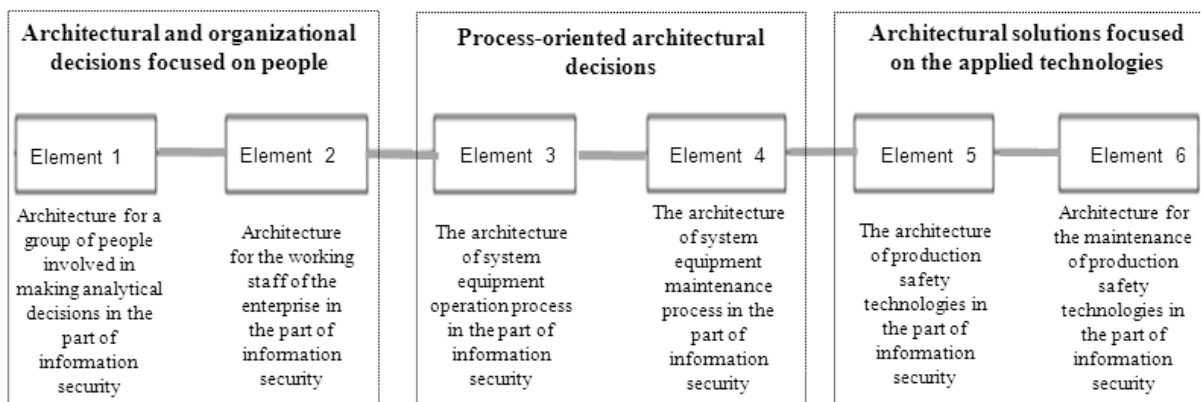 Architectural and organizational
decisions focused on people
Process-oriented architectural
decisions
Architectural solutions focused
on the applied technologies
Element 1
Element 2
Element 3
Element 4
Element 5
Element 6
Architecture for a
group of people
involved in
making analytical
decisions in the
part of
information
security
Architecture
for the working
staff of the
enterprise in
the part of
information
security
The architecture
of system
equipment
operation process
in the part of
information
security
The architecture
of system
equipment
maintenance
process in the
part of
information
security
The architecture
of production
safety
technologies in
the part of
information
security
Architecture for
the maintenance
of production
safety
technologies in
the part of
information
security